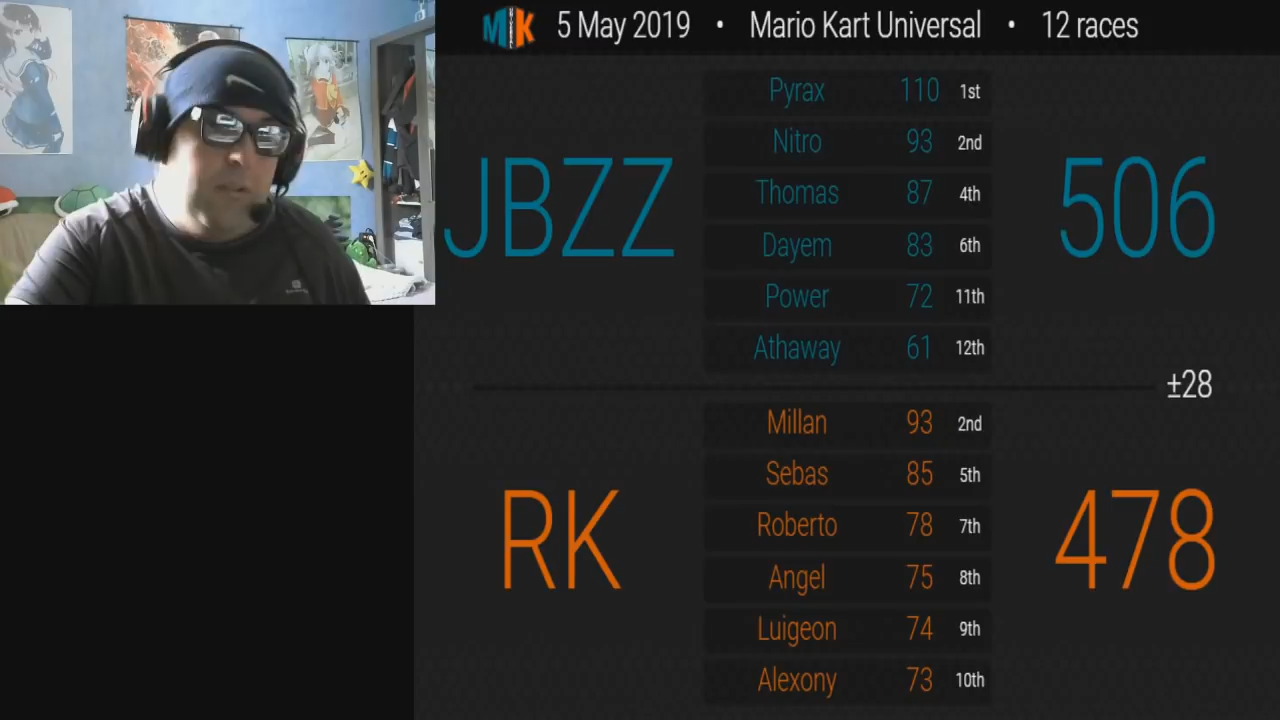 MK 5 May 2019 • Mario Kart Universal • 12 races
JBZZ
Pyrax 110 1st
Nitro 93 2nd
Thomas 87 4th
Dayem 83 6th
Power 72 11th
Athaway 61 12th
506
±28
RK
Millan 93 2nd
Sebas 85 5th
Roberto 78 7th
Angel 75 8th
Luigeon 74 9th
Alexony 73 10th
478